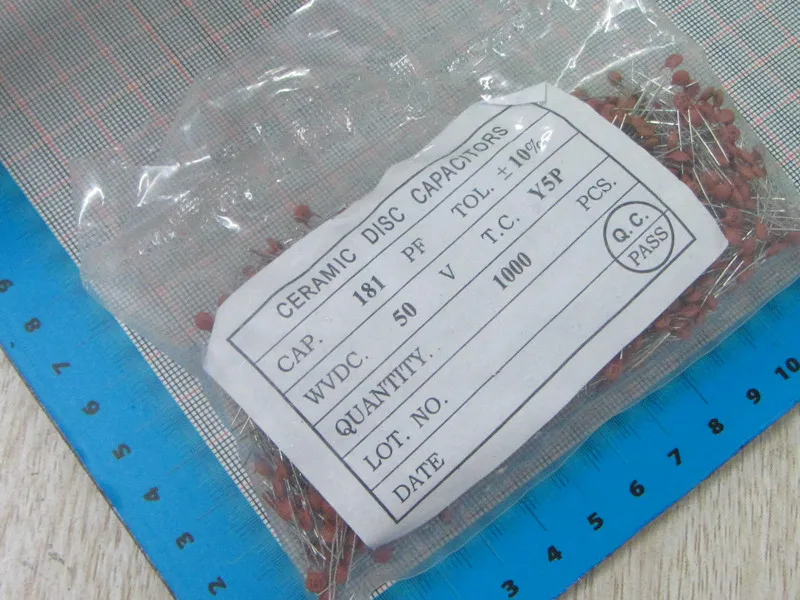 CERAMIC DISC CAPACITORS
CAP. 181 PF TOL. ±10%
WVDC. 50 V T.C. Y5P
QUANTITY. 1000 PCS.
LOT. NO.
DATE
Q.C.
PASS
9
8
7
6
5
4
3
2
3
4
5
6
7
8
9
10